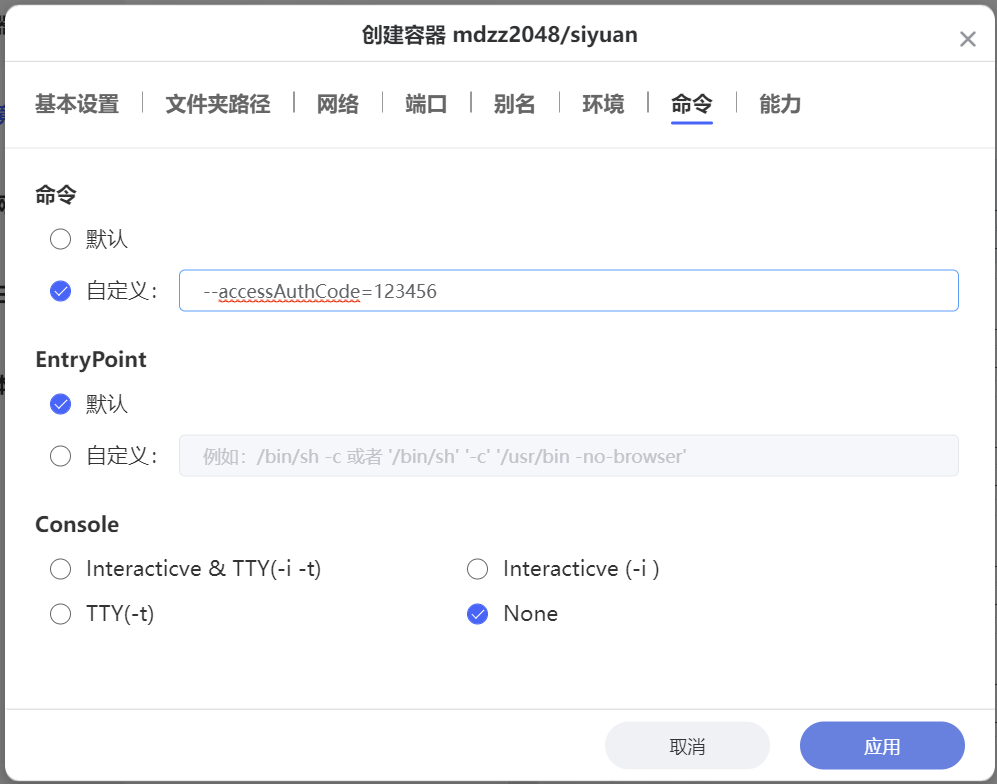 创建容器 mdzz2048/siyuan
基本设置 文件夹路径 网络 端口 别名 环境 命令 能力
命令
默认
自定义： --accessAuthCode=123456
EntryPoint
默认
自定义： 例如：/bin/sh -c 或者 '/bin/sh' '-c' '/usr/bin -no-browser'
Console
Interacticve & TTY(-i -t) Interacticve (-i )
TTY(-t) None
取消 应用